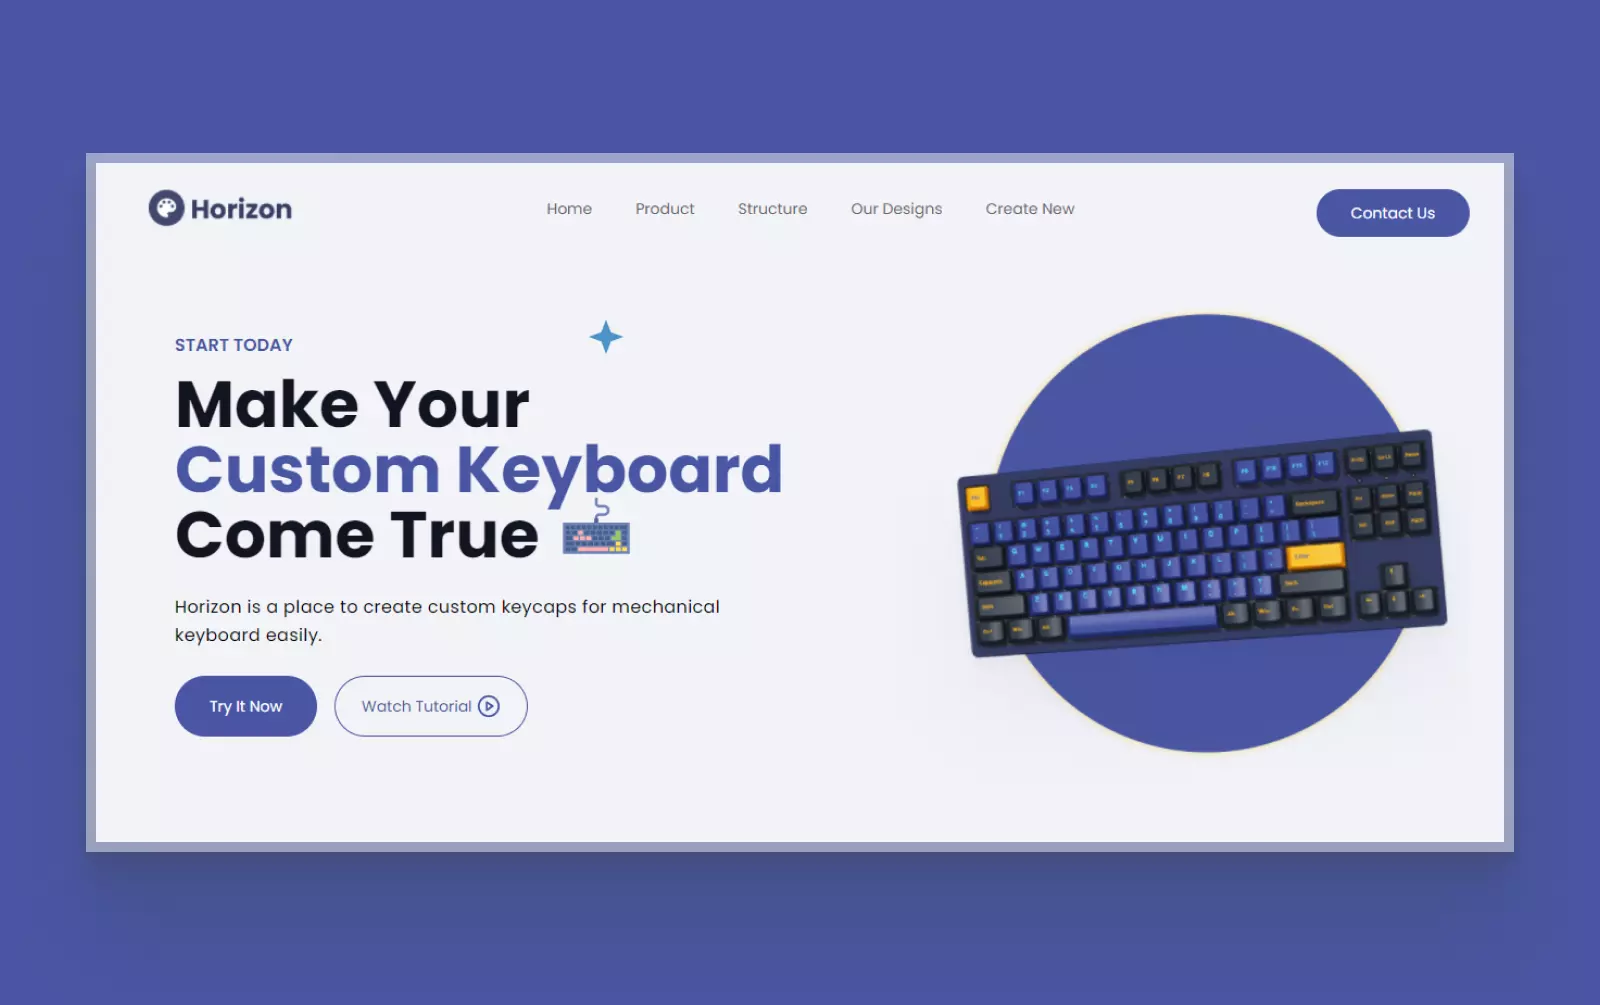 Horizon
Home
Product
Structure
Our Designs
Create New
Contact Us
START TODAY
Make Your
Custom Keyboard
Come True
Horizon is a place to create custom keycaps for mechanical
keyboard easily.
Try It Now
Watch Tutorial